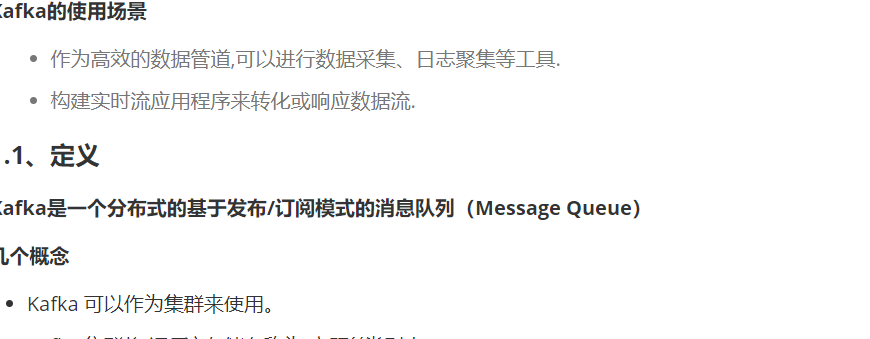 Kafka的使用场景
作为高效的数据管道,可以进行数据采集、日志聚集等工具.
构建实时流应用程序来转化或响应数据流.
.1、定义
Kafka是一个分布式的基于发布/订阅模式的消息队列（Message Queue）
几个概念
Kafka 可以作为集群来使用。